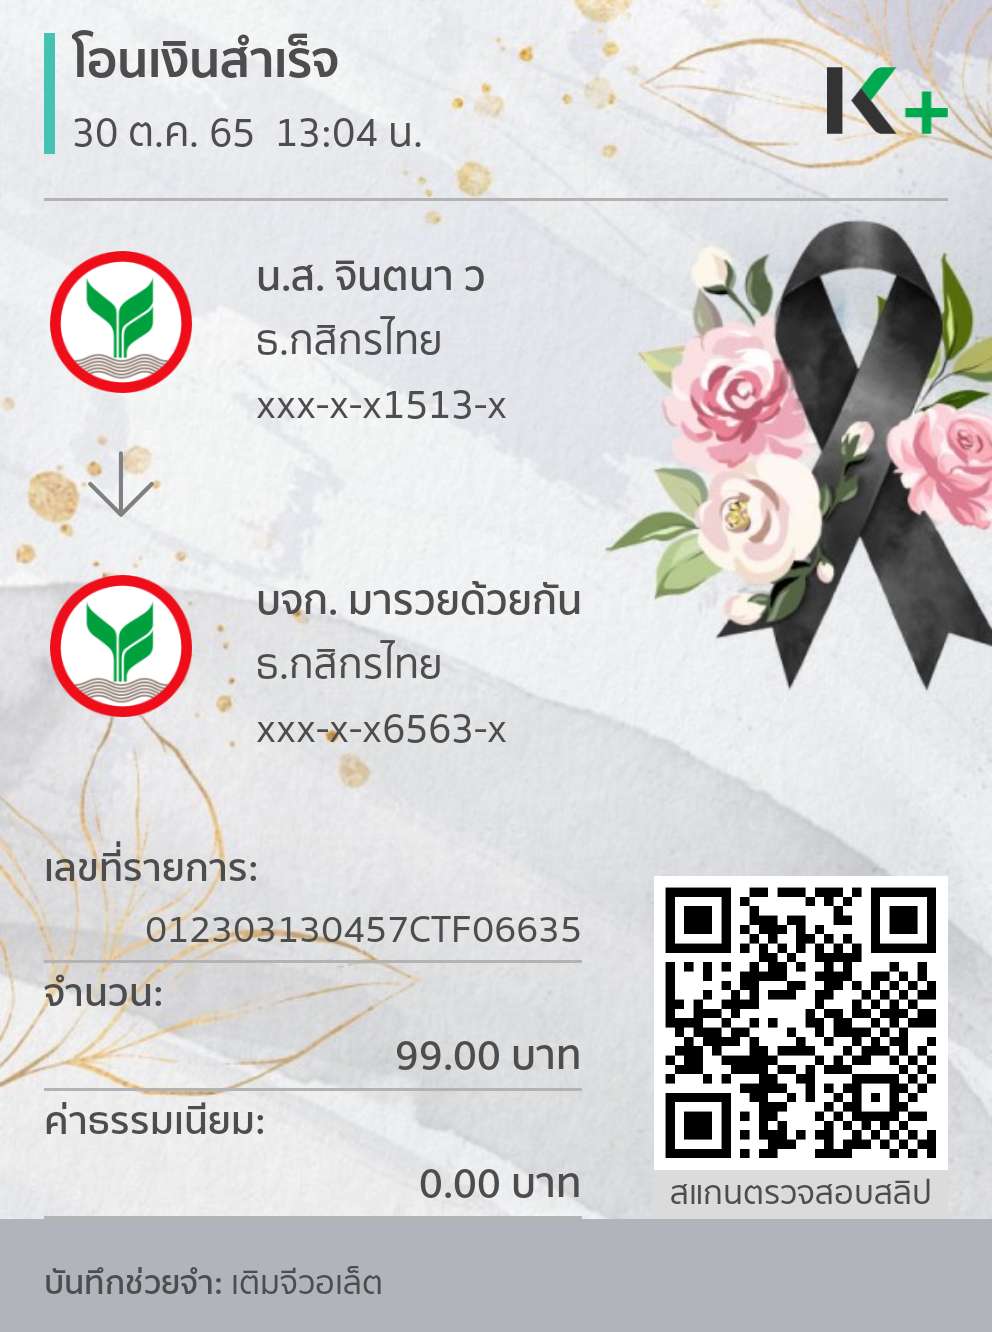 โอนเงินสำเร็จ
30 ต.ค. 65 13:04 น.
K+
น.ส. จินตนา ว
ธ.กสิกรไทย
xxx-x-x1513-x
บจก. มารวยด้วยกัน
ธ.กสิกรไทย
xxx-x-x6563-x
เลขที่รายการ:
012303130457CTF06635
จำนวน:
99.00 บาท
ค่าธรรมเนียม:
0.00 บาท
สแกนตรวจสอบสลิป
บันทึกช่วยจำ: เติมจีวอเล็ต